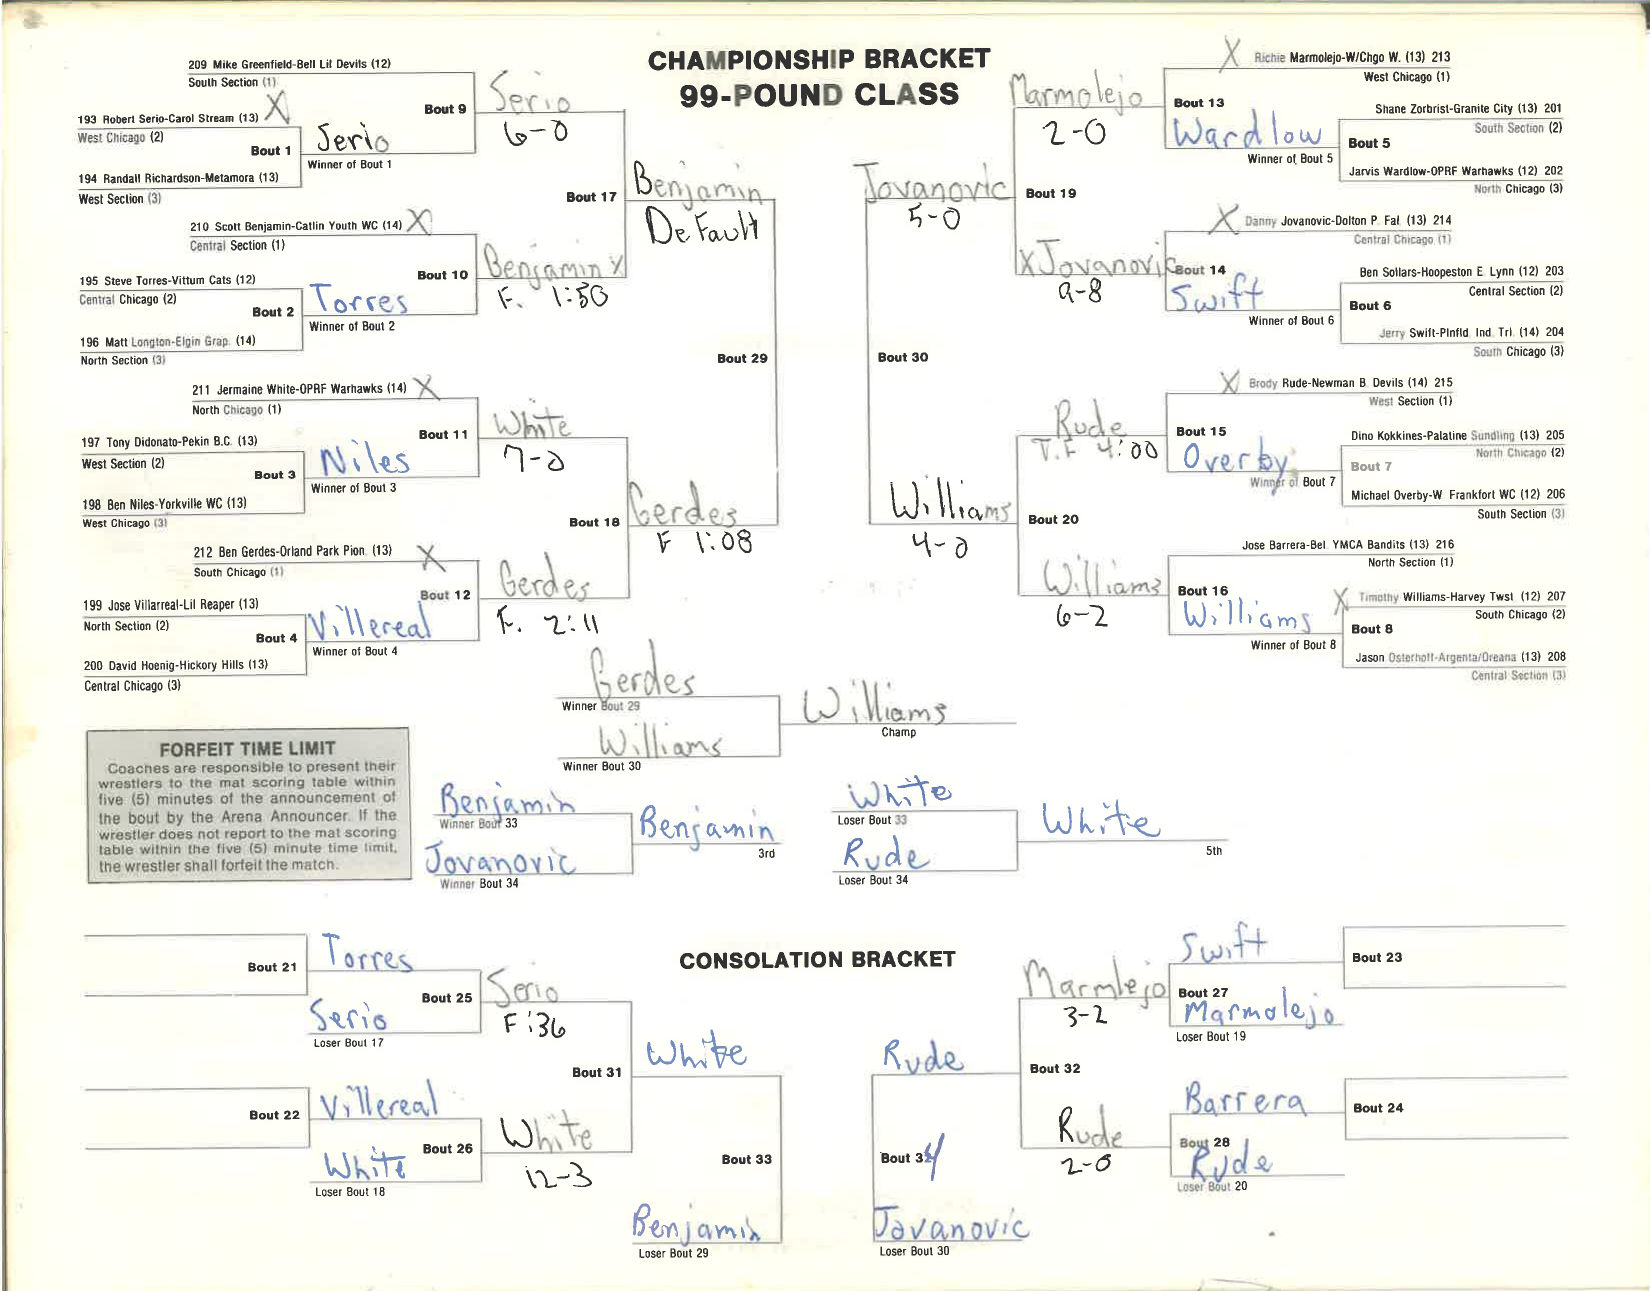 CHAMPIONSHIP BRACKET
99-POUND CLASS
209 Mike Greenfield-Bell Lit Devils (12)
South Section (1)
X
Bout 9
Serio
6-0
193 Robert Serio-Carol Stream (13)
West Chicago (2)
Bout 1
Serio
Winner of Bout 1
194 Randall Richardson-Metamora (13)
West Section (3)
Bout 17
Benjamin
Default
210 Scott Benjamin-Catlin Youth WC (14) X
Central Section (1)
Bout 10
Benjamin X
F. 1:50
195 Steve Torres-Vittum Cats (12)
Central Chicago (2)
Bout 2
Torres
Winner of Bout 2
196 Matt Longton-Elgin Grap. (14)
North Section (3)
Bout 29
211 Jermaine White-OPRF Warhawks (14) X
North Chicago (1)
Bout 11
White
7-0
197 Tony Didonato-Pekin B.C. (13)
West Section (2)
Bout 3
Niles
Winner of Bout 3
198 Ben Niles-Yorkville WC (13)
West Chicago (3)
Bout 18
Gerdes
F 1:08
212 Ben Gerdes-Orland Park Pion. (13) X
South Chicago (1)
Bout 12
Gerdes
F. 2:11
199 Jose Villarreal-Lil Reaper (13)
North Section (2)
Bout 4
Villereal
Winner of Bout 4
200 David Hoenig-Hickory Hills (13)
Central Chicago (3)
X Richie Marmolejo-W/Chgo W. (13) 213
West Chicago (1)
Marmolejo
2-0
Bout 13
Shane Zorbrist-Granite City (13) 201
South Section (2)
Wardlow
Bout 5
Winner of Bout 5
Jarvis Wardlow-OPRF Warhawks (12) 202
North Chicago (3)
Jovanovic
5-0
Bout 19
X Danny Jovanovic-Dolton P. Fal. (13) 214
Central Chicago (1)
X Jovanovic
9-8
Bout 14
Ben Sollars-Hoopeston E. Lynn (12) 203
Central Section (2)
Swift
Bout 6
Winner of Bout 6
Jerry Swift-Plnfld. Ind. Trl. (14) 204
South Chicago (3)
Bout 30
X Brody Rude-Newman B. Devils (14) 215
West Section (1)
Rude
T.F 4:00
Bout 15
Dino Kokkines-Palatine Sundling (13) 205
North Chicago (2)
Overby
Bout 7
Winner of Bout 7
Michael Overby-W. Frankfort WC (12) 206
South Section (3)
Williams
4-0
Bout 20
Jose Barrera-Bel. YMCA Bandits (13) 216
North Section (1)
Williams
6-2
Bout 16
X Timothy Williams-Harvey Twst. (12) 207
South Chicago (2)
Williams
Bout 8
Winner of Bout 8
Jason Osterhoff-Argenta/Oreana (13) 208
Central Section (3)
Gerdes
Winner Bout 29
Williams
Champ
Williams
Winner Bout 30
FORFEIT TIME LIMIT
Coaches are responsible to present their
wrestlers to the mat scoring table within
five (5) minutes of the announcement of
the bout by the Arena Announcer. If the
wrestler does not report to the mat scoring
table within the five (5) minute time limit,
the wrestler shall forfeit the match.
Benjamin
Winner Bout 33
Benjamin
3rd
Jovanovic
Winner Bout 34
White
Loser Bout 33
White
5th
Rude
Loser Bout 34
CONSOLATION BRACKET
Bout 21
Torres
Bout 25
Serio
Loser Bout 17
Serio
F :36
Bout 31
White
Bout 22
Villereal
Bout 26
White
Loser Bout 18
White
12-3
Bout 33
Benjamin
Loser Bout 29
Swift
Bout 23
Marmlejo
3-2
Bout 27
Marmolejo
Loser Bout 19
Rude
Bout 32
Barrera
Bout 24
Rude
2-0
Bout 28
Rude
Loser Bout 20
Bout 34
Jovanovic
Loser Bout 30